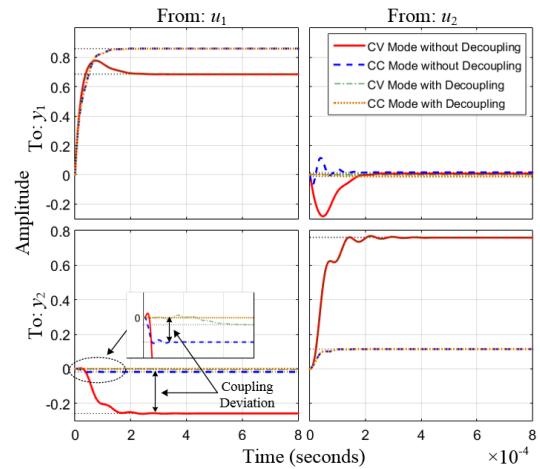 From: u₁
From: u₂
To: y₁
0.8
0.6
0.4
0.2
0
-0.2
CV Mode without Decoupling
CC Mode without Decoupling
CV Mode with Decoupling
CC Mode with Decoupling
Amplitude
To: y₂
0.8
0.6
0.4
0.2
0
-0.2
0
Coupling
Deviation
0 2 4 6 8
0 2 4 6 8
Time (seconds)
×10⁻⁴